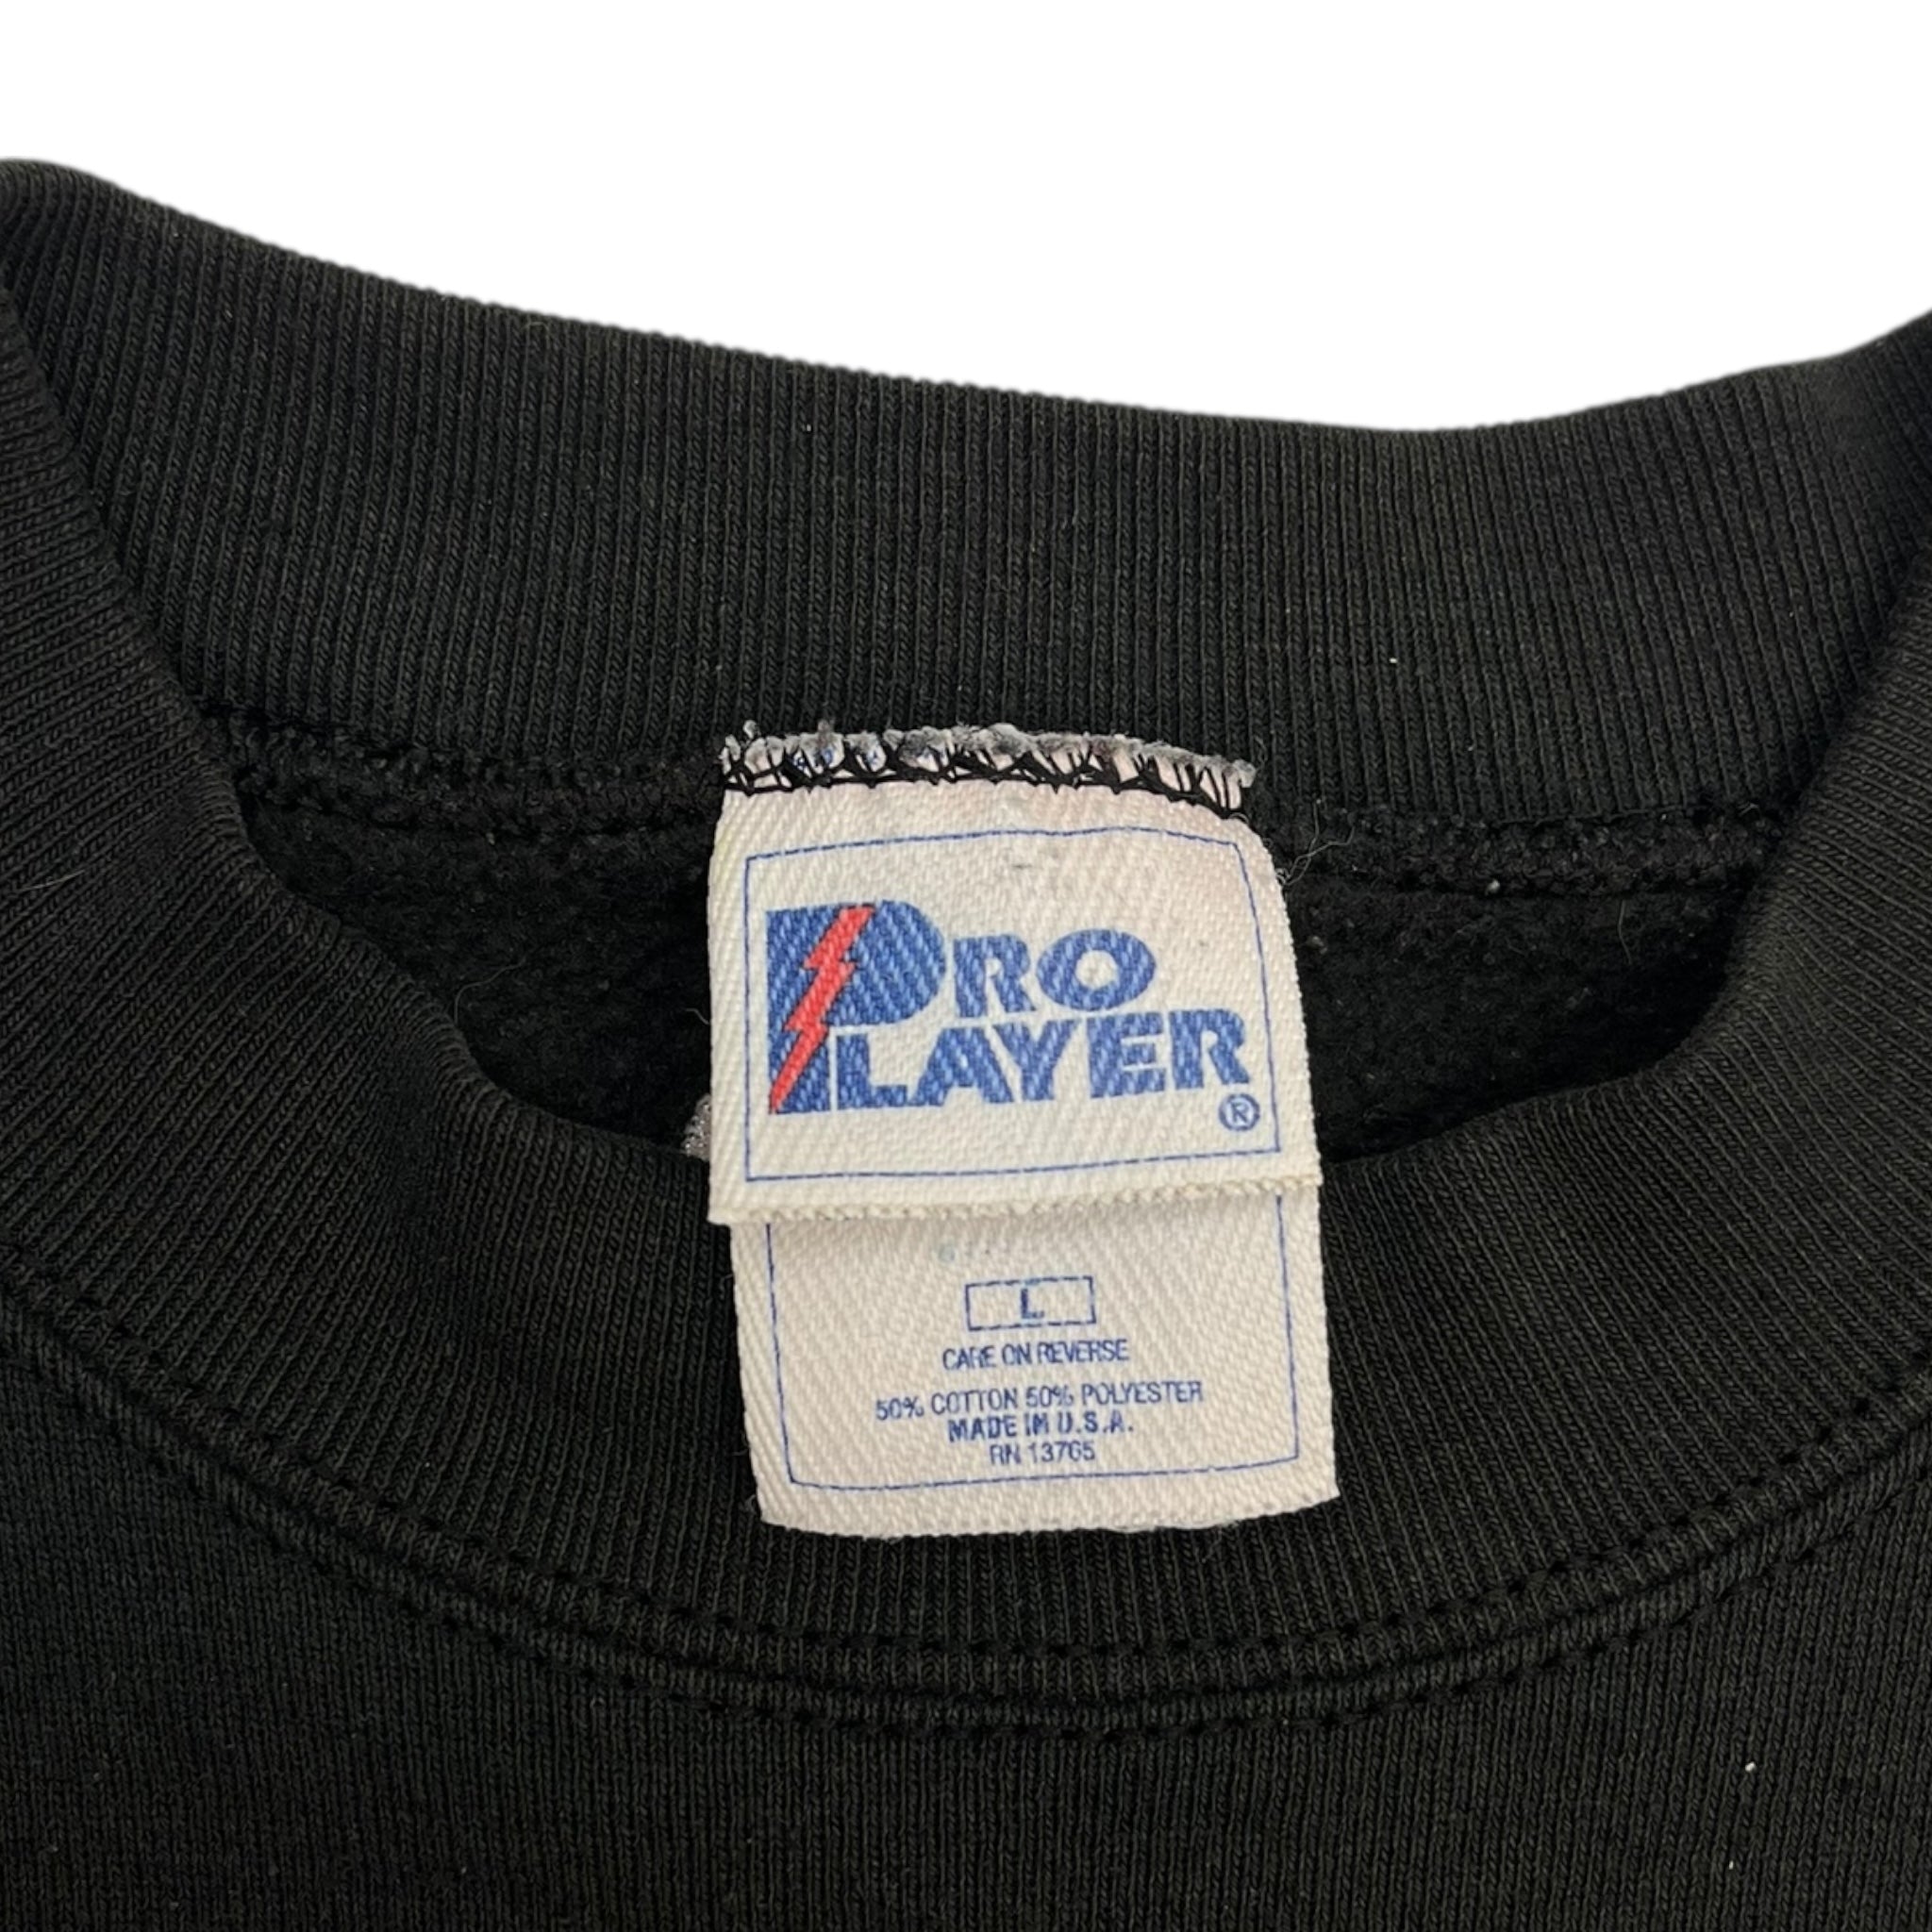 PRO
PLAYER
®
L
CARE ON REVERSE
50% COTTON 50% POLYESTER
MADE IN U.S.A.
RN 13765